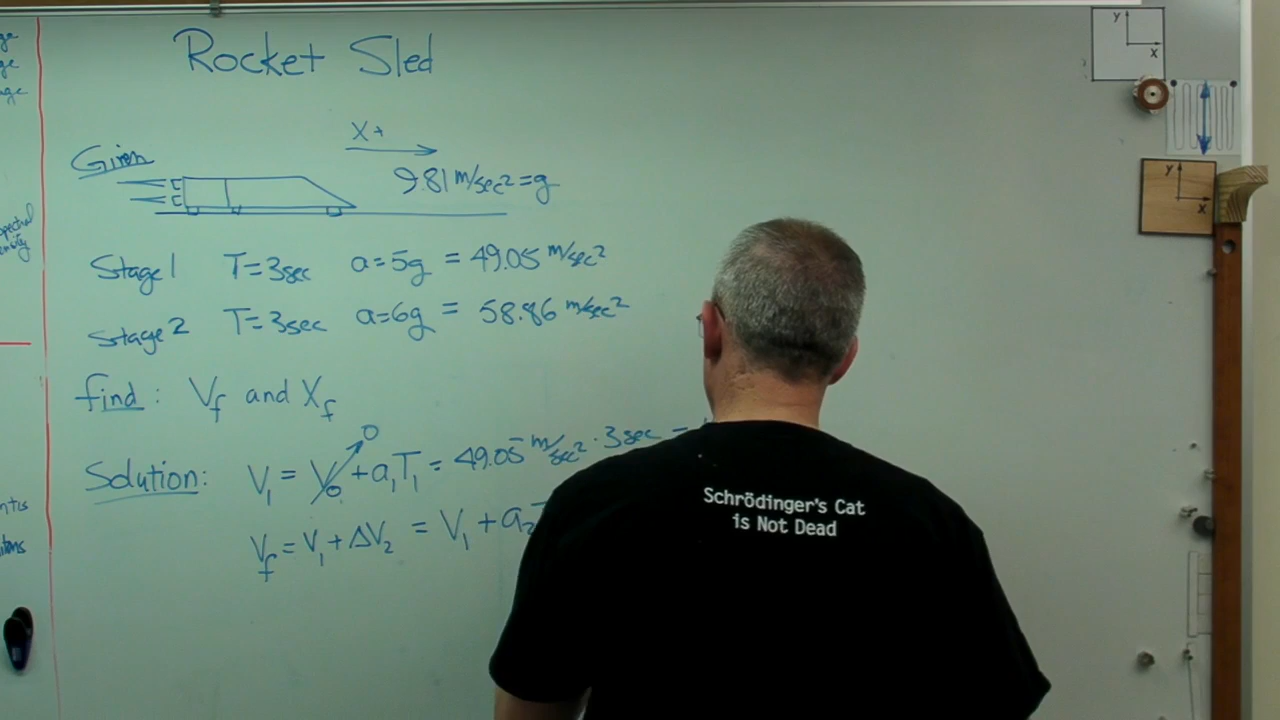 Rocket Sled
Given
X+
9.81 m/sec² = g
Stage 1 T=3sec a=5g = 49.05 m/sec²
Stage 2 T=3sec a=6g = 58.86 m/sec²
find: Vf and Xf
Solution: V₁ = V₀ 0 + a₁T₁ = 49.05 m/sec² · 3sec =
Vf = V₁ + ΔV₂ = V₁ + a₂
Schrödinger's Cat
is Not Dead
y
x
y
x